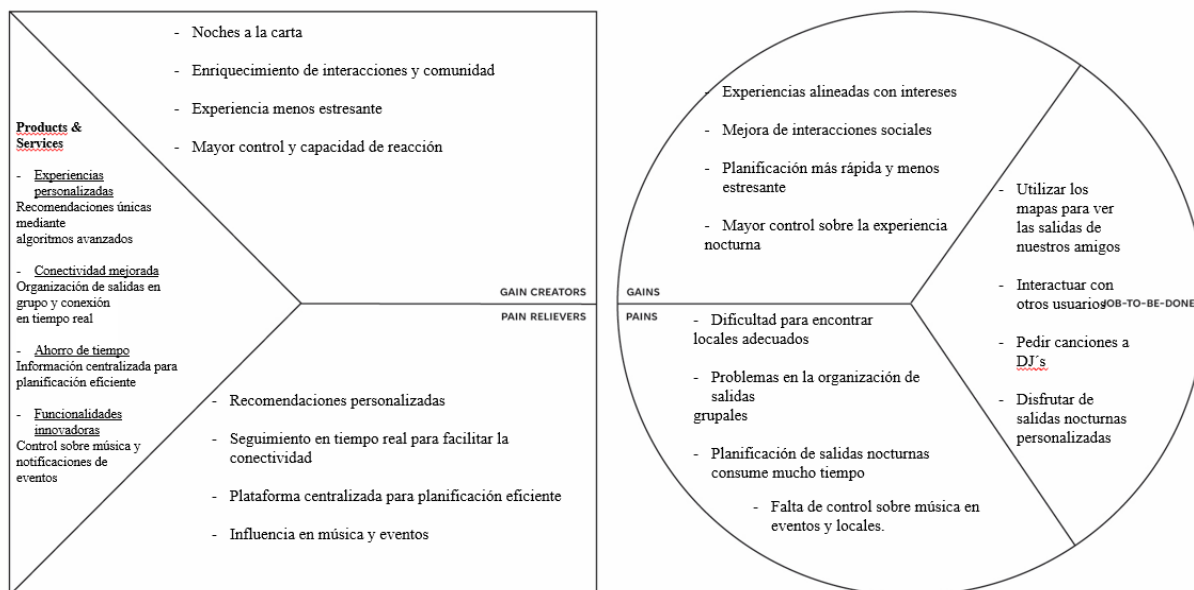 - Noches a la carta
- Enriquecimiento de interacciones y comunidad
- Experiencia menos estresante
- Mayor control y capacidad de reacción
Products &
Services
- Experiencias
personalizadas
Recomendaciones únicas
mediante
algoritmos avanzados
- Conectividad mejorada
Organización de salidas en
grupo y conexión
en tiempo real
- Ahorro de tiempo
Información centralizada para
planificación eficiente
- Funcionalidades
innovadoras
Control sobre música y
notificaciones de
eventos
GAIN CREATORS
PAIN RELIEVERS
- Recomendaciones personalizadas
- Seguimiento en tiempo real para facilitar la
conectividad
- Plataforma centralizada para planificación eficiente
- Influencia en música y eventos
- Experiencias alineadas con intereses
- Mejora de interacciones sociales
- Planificación más rápida y menos
estresante
- Mayor control sobre la experiencia
nocturna
GAINS
PAINS
- Dificultad para encontrar
locales adecuados
- Problemas en la organización de
salidas
grupales
- Planificación de salidas nocturnas
consume mucho tiempo
- Falta de control sobre música en
eventos y locales.
- Utilizar los
mapas para ver
las salidas de
nuestros amigos
- Interactuar con
otros usuarios
JOB-TO-BE-DONE
- Pedir canciones a
DJ´s
- Disfrutar de
salidas nocturnas
personalizadas